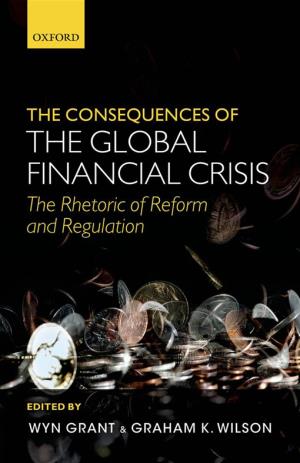 OXFORD
THE CONSEQUENCES OF
THE GLOBAL
FINANCIAL CRISIS
The Rhetoric of Reform
and Regulation
EDITED BY
WYN GRANT & GRAHAM K. WILSON